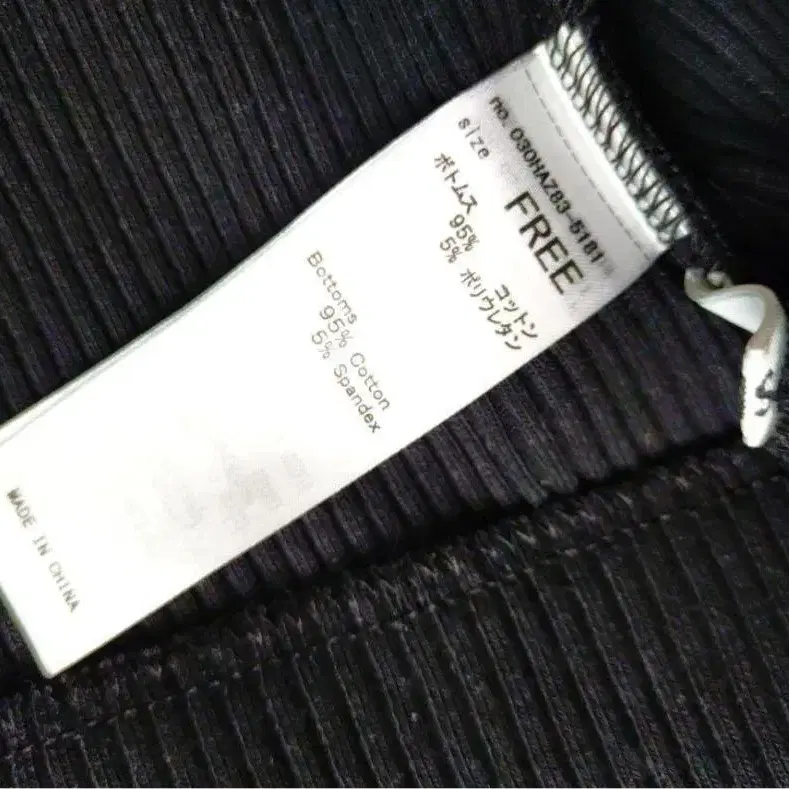 no. 030HAZ83-5181
size FREE
ボトムス
95% コットン
5% ポリウレタン
Bottoms
95% Cotton
5% Spandex
MADE IN CHINA